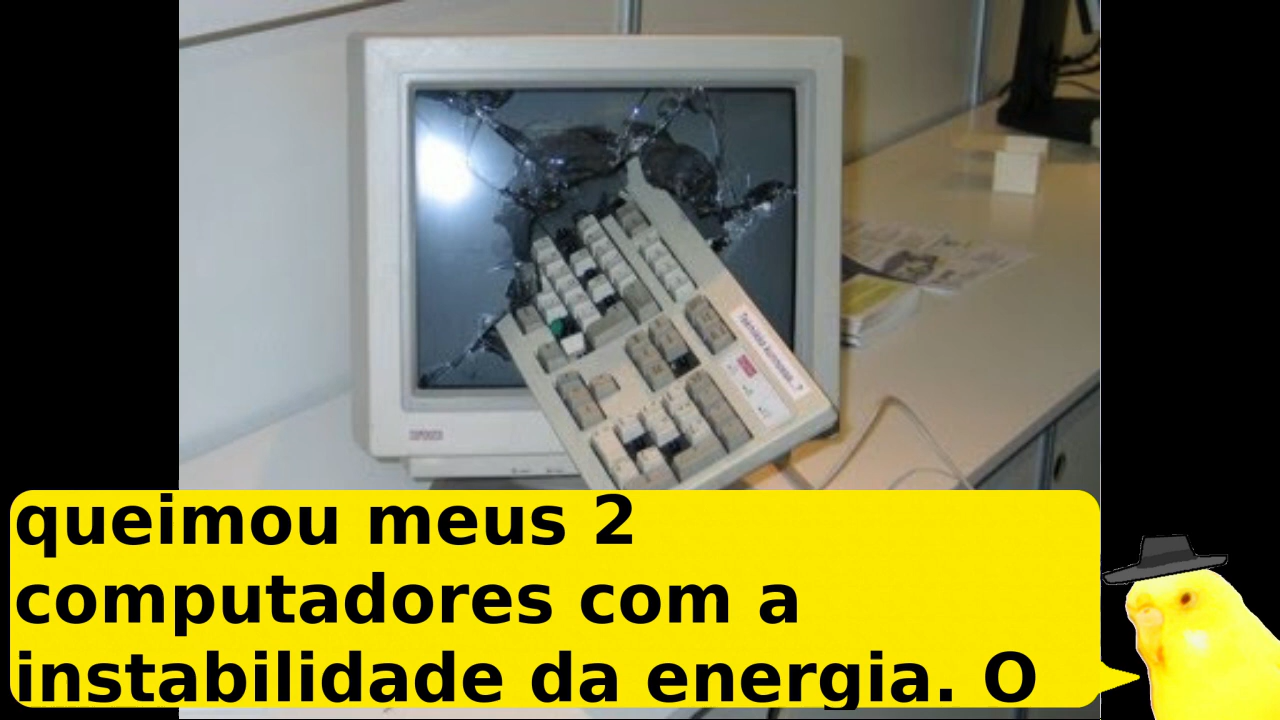 queimou meus 2
computadores com a
instabilidade da energia. O